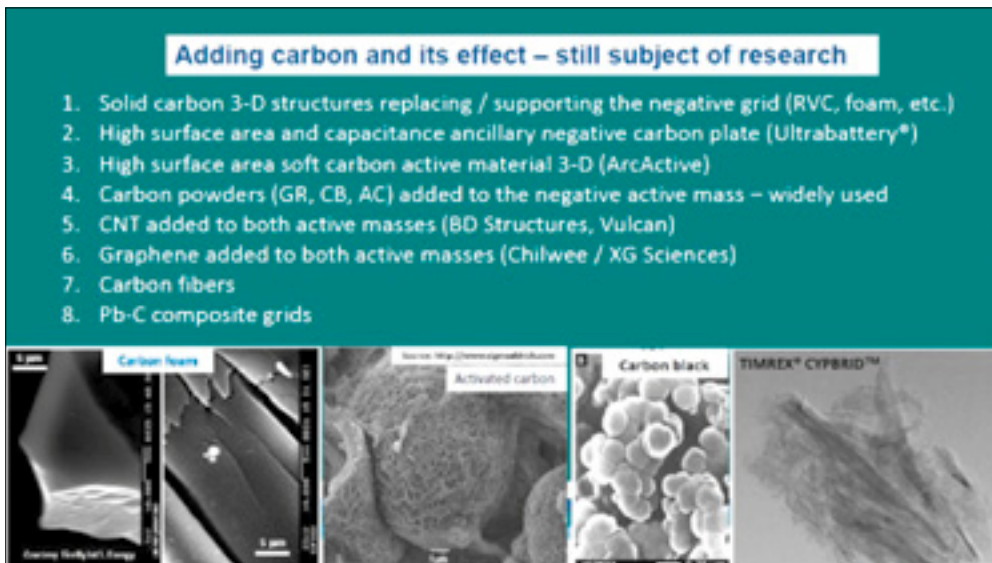 Adding carbon and its effect – still subject of research
1. Solid carbon 3-D structures replacing / supporting the negative grid (RVC, foam, etc.)
2. High surface area and capacitance ancillary negative carbon plate (Ultrabattery®)
3. High surface area soft carbon active material 3-D (ArcActive)
4. Carbon powders (GR, CB, AC) added to the negative active mass – widely used
5. CNT added to both active masses (BD Structures, Vulcan)
6. Graphene added to both active masses (Chilwee / XG Sciences)
7. Carbon fibers
8. Pb-C composite grids
5 µm
Carbon foam
5 µm
Activated carbon
Carbon black
TIMREX® CYPBRID™